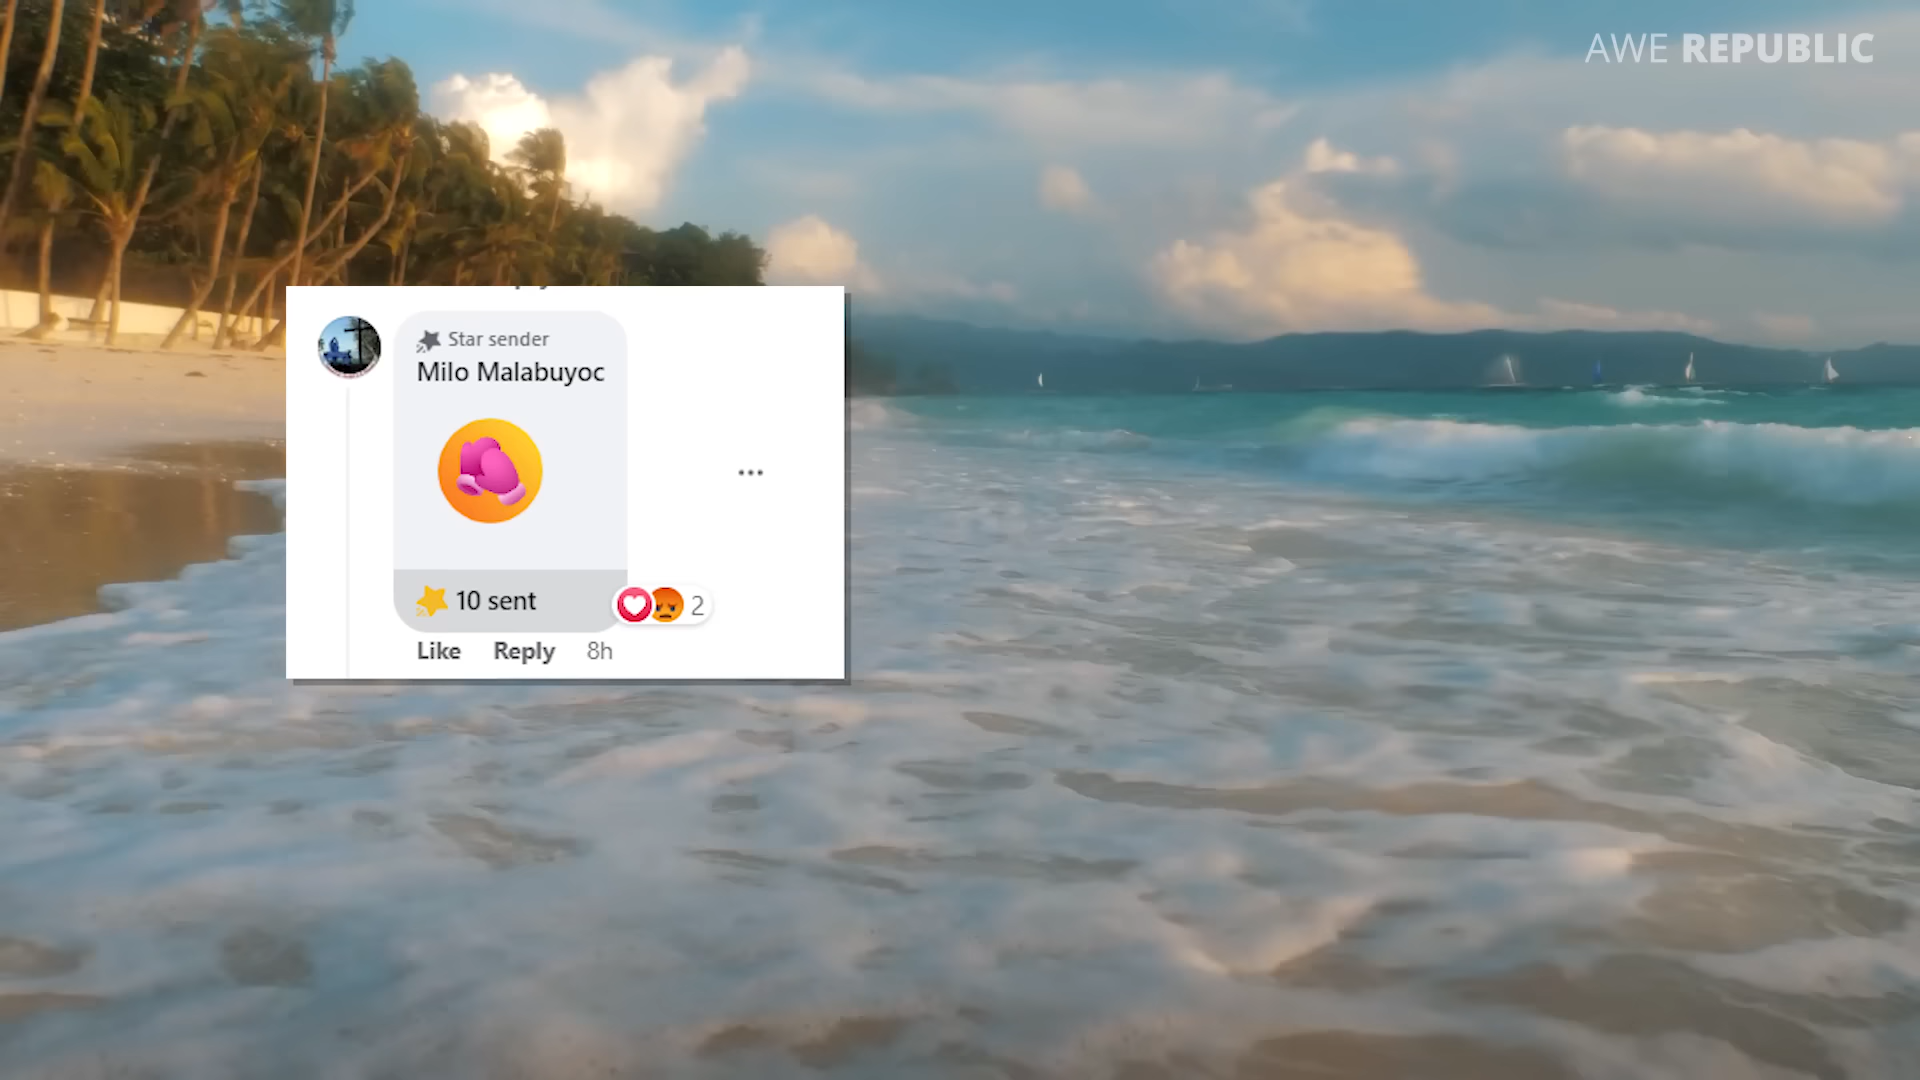 AWE REPUBLIC
Star sender
Milo Malabuyoc
10 sent
2
Like Reply 8h